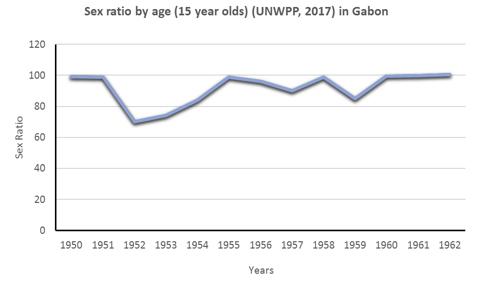 Sex ratio by age (15 year olds) (UNWPP, 2017) in Gabon
120
100
80
60
40
20
0
Sex Ratio
1950 1951 1952 1953 1954 1955 1956 1957 1958 1959 1960 1961 1962
Years